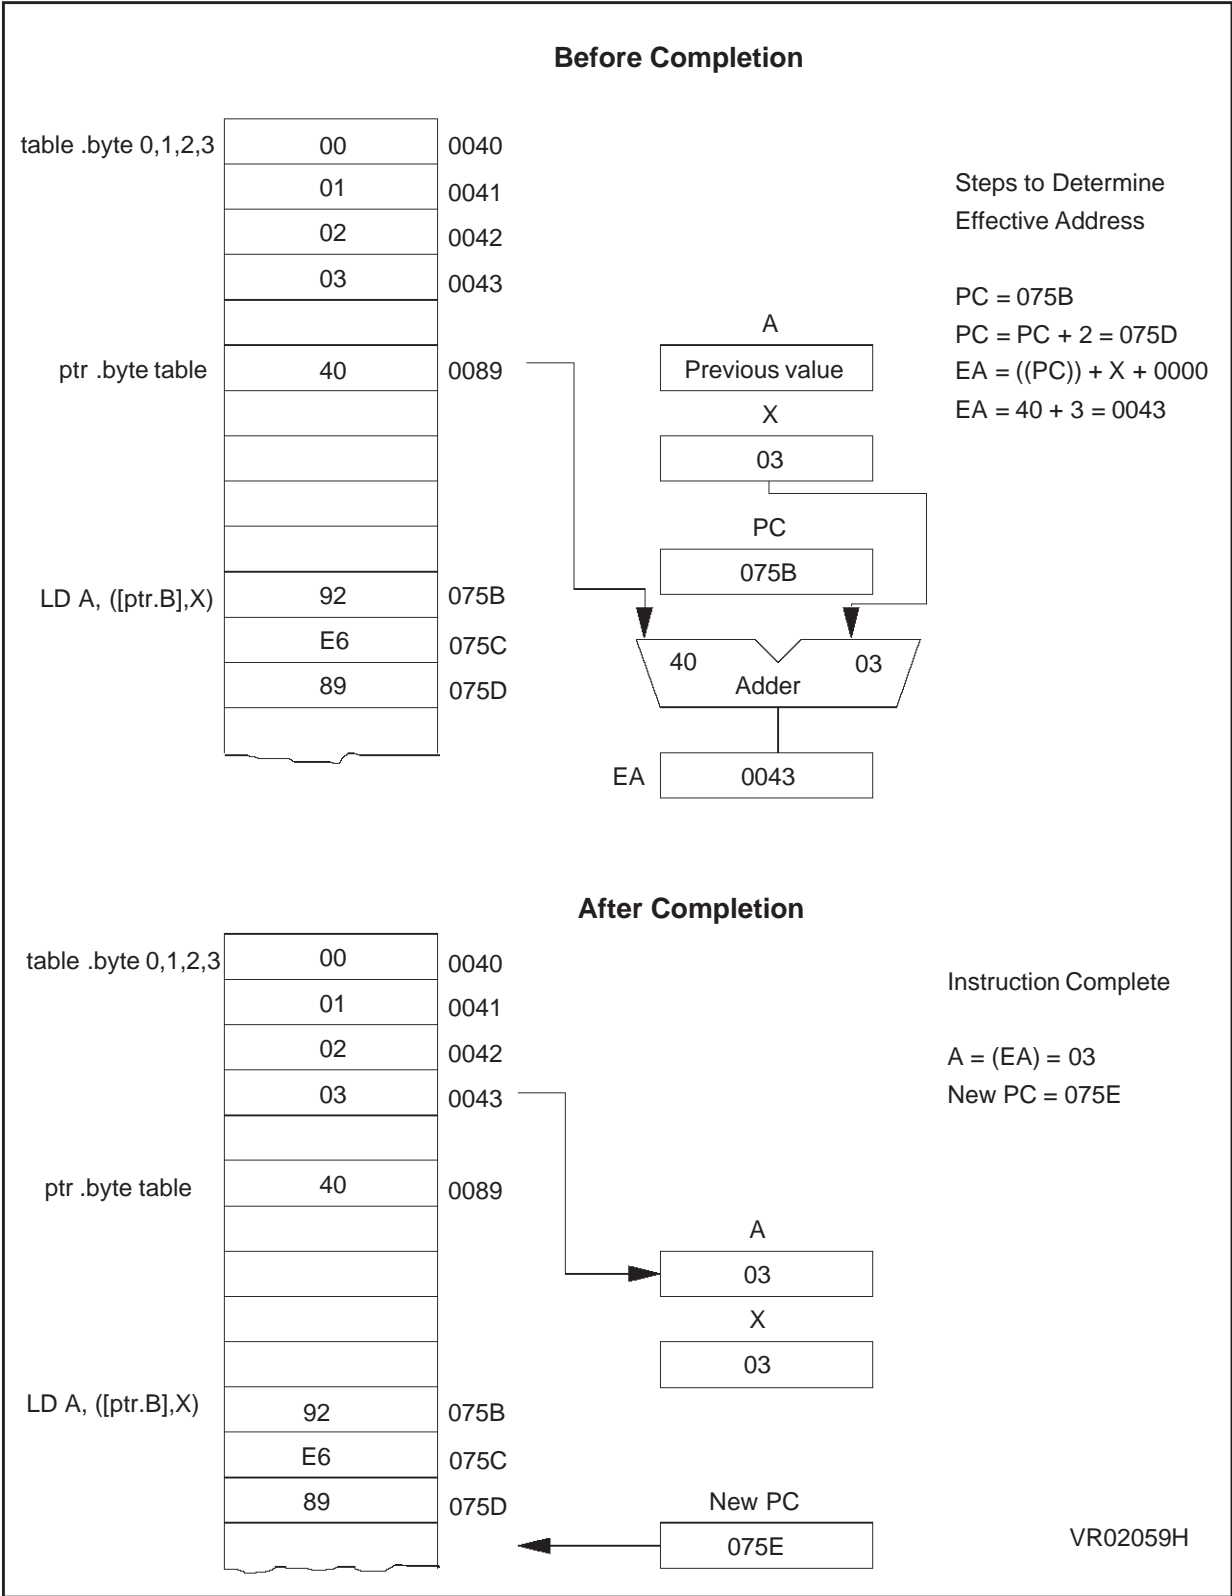 Before Completion
table .byte 0,1,2,3 00 0040
01 0041
02 0042
03 0043
ptr .byte table 40 0089
LD A, ([ptr.B],X) 92 075B
E6 075C
89 075D
A
Previous value
X
03
PC
075B
40 03
Adder
EA 0043
Steps to Determine
Effective Address
PC = 075B
PC = PC + 2 = 075D
EA = ((PC)) + X + 0000
EA = 40 + 3 = 0043
After Completion
table .byte 0,1,2,3 00 0040
01 0041
02 0042
03 0043
ptr .byte table 40 0089
LD A, ([ptr.B],X) 92 075B
E6 075C
89 075D
A
03
X
03
New PC
075E
Instruction Complete
A = (EA) = 03
New PC = 075E
VR02059H